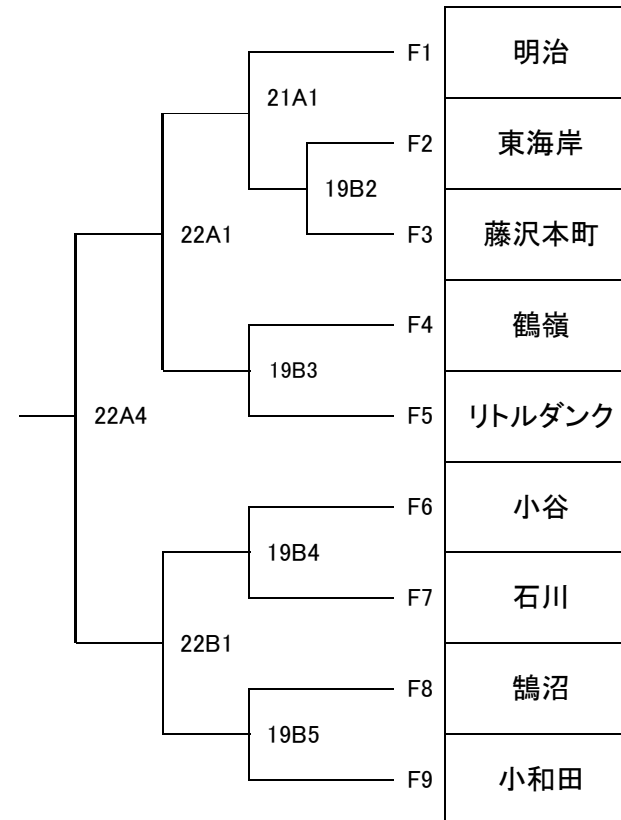 F1 明治
21A1
F2 東海岸
19B2
22A1
F3 藤沢本町
F4 鶴嶺
19B3
22A4
F5 リトルダンク
F6 小谷
19B4
F7 石川
22B1
F8 鵠沼
19B5
F9 小和田